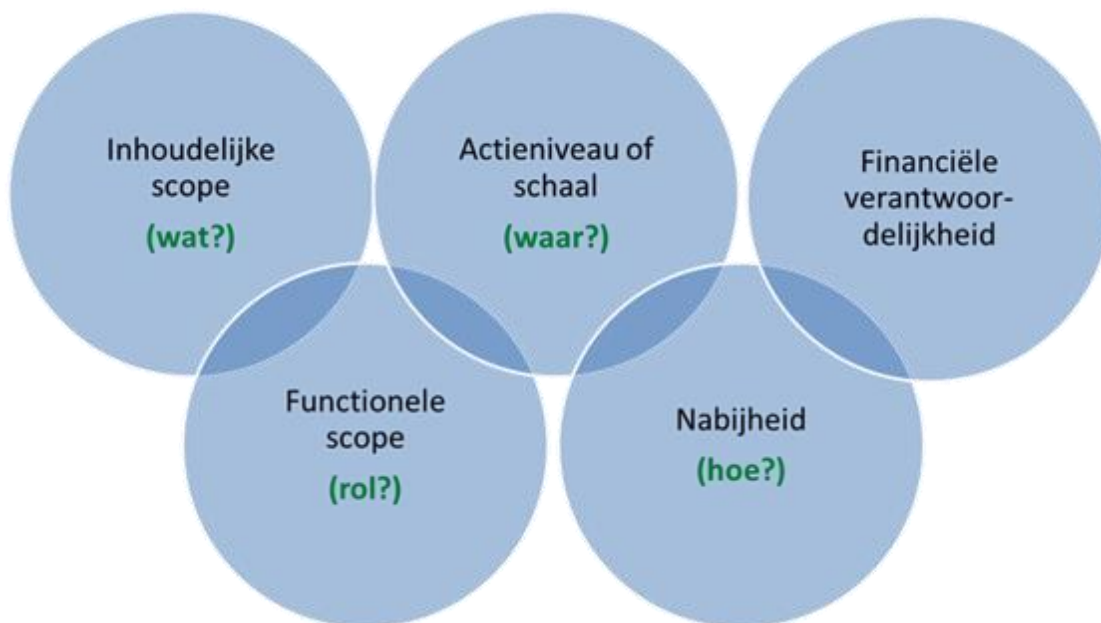 Inhoudelijke
scope
(wat?)
Actieniveau of
schaal
(waar?)
Financiële
verantwoor-
delijkheid
Functionele
scope
(rol?)
Nabijheid
(hoe?)